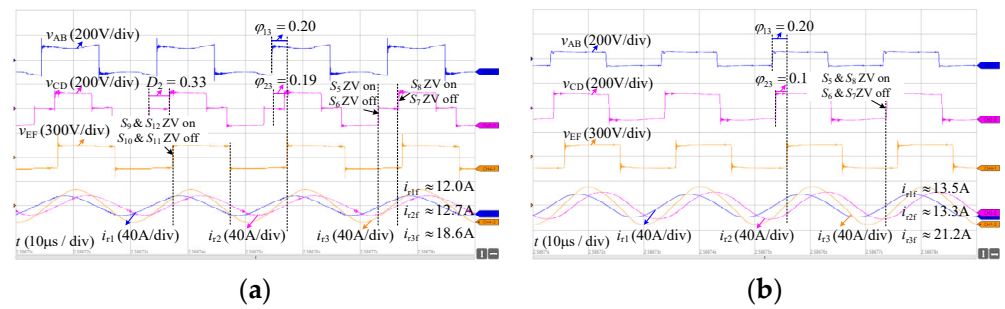 φ13 = 0.20
vAB (200V/div)
vCD (200V/div) D2 = 0.33
φ23 = 0.19
S5 ZV on
S6 ZV off
S8 ZV on
S7 ZV off
S9 & S12 ZV on
S10 & S11 ZV off
vEF (300V/div)
ir1f ≈ 12.0A
ir2f ≈ 12.7A
ir3f ≈ 18.6A
ir1 (40A/div) ir2 (40A/div) ir3 (40A/div)
t (10μs / div)
(a)
φ13 = 0.20
vAB (200V/div)
vCD (200V/div)
φ23 = 0.1
S5 & S8 ZV on
S6 & S7 ZV off
vEF (300V/div)
ir1f ≈ 13.5A
ir2f ≈ 13.3A
ir3f ≈ 21.2A
ir1 (40A/div) ir2 (40A/div) ir3 (40A/div)
t (10μs / div)
(b)